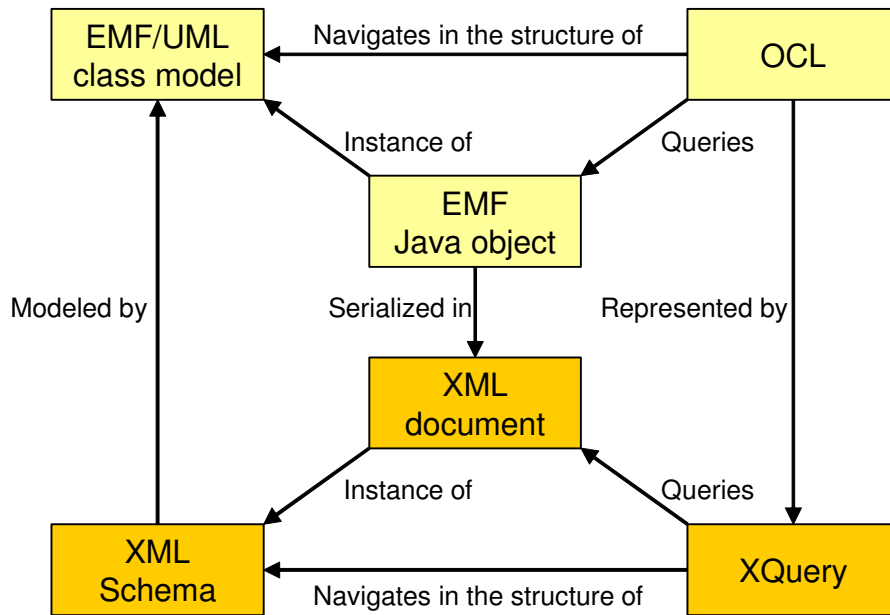 EMF/UML
class model
Navigates in the structure of
OCL
Instance of
Queries
EMF
Java object
Modeled by
Serialized in
Represented by
XML
document
Instance of
Queries
XML
Schema
Navigates in the structure of
XQuery